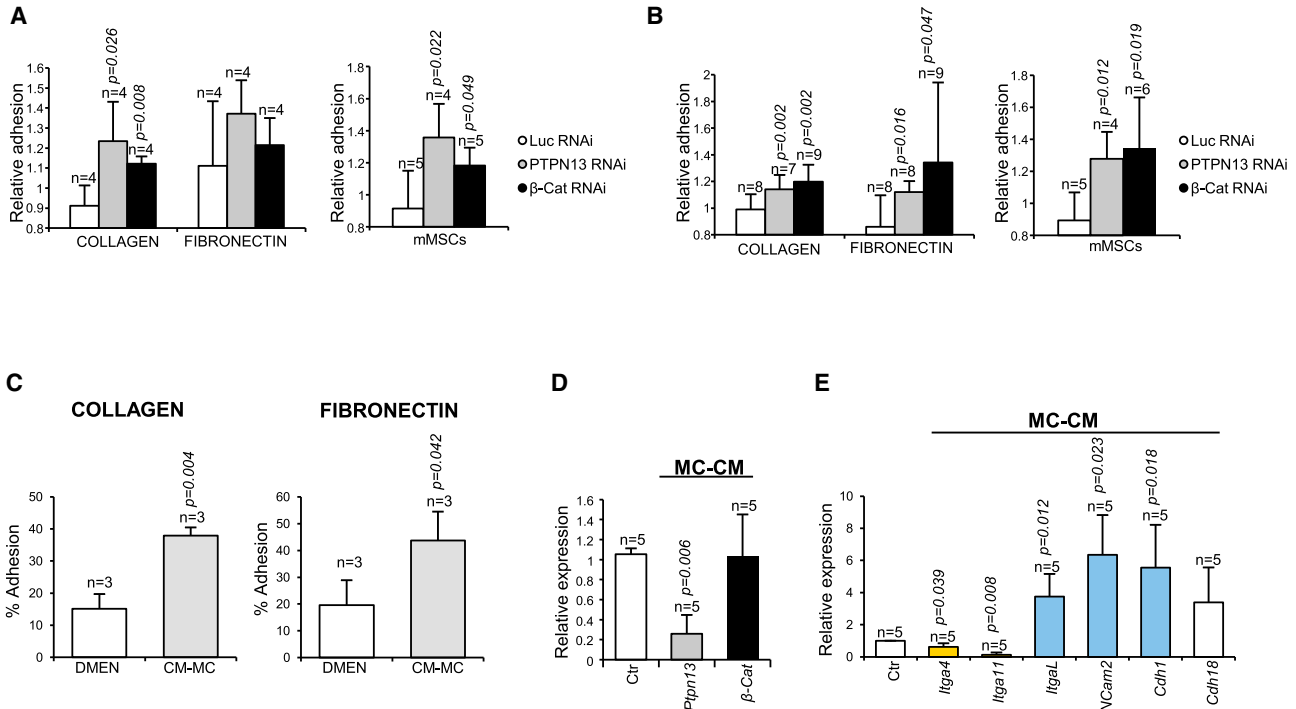 A
Relative adhesion
1.6
1.5
1.4
1.3
1.2
1.1
1
0.9
0.8
n=4
n=4
p=0.026
n=4
p=0.008
n=4
n=4
n=4
COLLAGEN
FIBRONECTIN
Relative adhesion
1.8
1.6
1.4
1.2
1
0.8
n=5
n=4
p=0.022
n=5
p=0.049
mMSCs
Luc RNAi
PTPN13 RNAi
β-Cat RNAi
B
Relative adhesion
2
1.8
1.6
1.4
1.2
1
0.8
n=8
n=7
p=0.002
n=9
p=0.002
n=8
n=8
p=0.016
n=9
p=0.047
COLLAGEN
FIBRONECTIN
Relative adhesion
1.8
1.6
1.4
1.2
1
0.8
n=5
n=4
p=0.012
n=6
p=0.019
mMSCs
Luc RNAi
PTPN13 RNAi
β-Cat RNAi
C
COLLAGEN
% Adhesion
50
40
30
20
10
0
n=3
n=3
p=0.004
DMEN
CM-MC
FIBRONECTIN
% Adhesion
60
50
40
30
20
10
0
n=3
n=3
p=0.042
DMEN
CM-MC
D
MC-CM
Relative expression
1.6
1.4
1.2
1
0.8
0.6
0.4
0.2
0
n=5
n=5
p=0.006
n=5
Ctr
Ptpn13
β-Cat
E
MC-CM
Relative expression
10
8
6
4
2
0
n=5
n=5
p=0.039
n=5
p=0.008
n=5
p=0.012
n=5
p=0.023
n=5
p=0.018
n=5
Ctr
Itga4
Itga11
ItgaL
NCam2
Cdh1
Cdh18